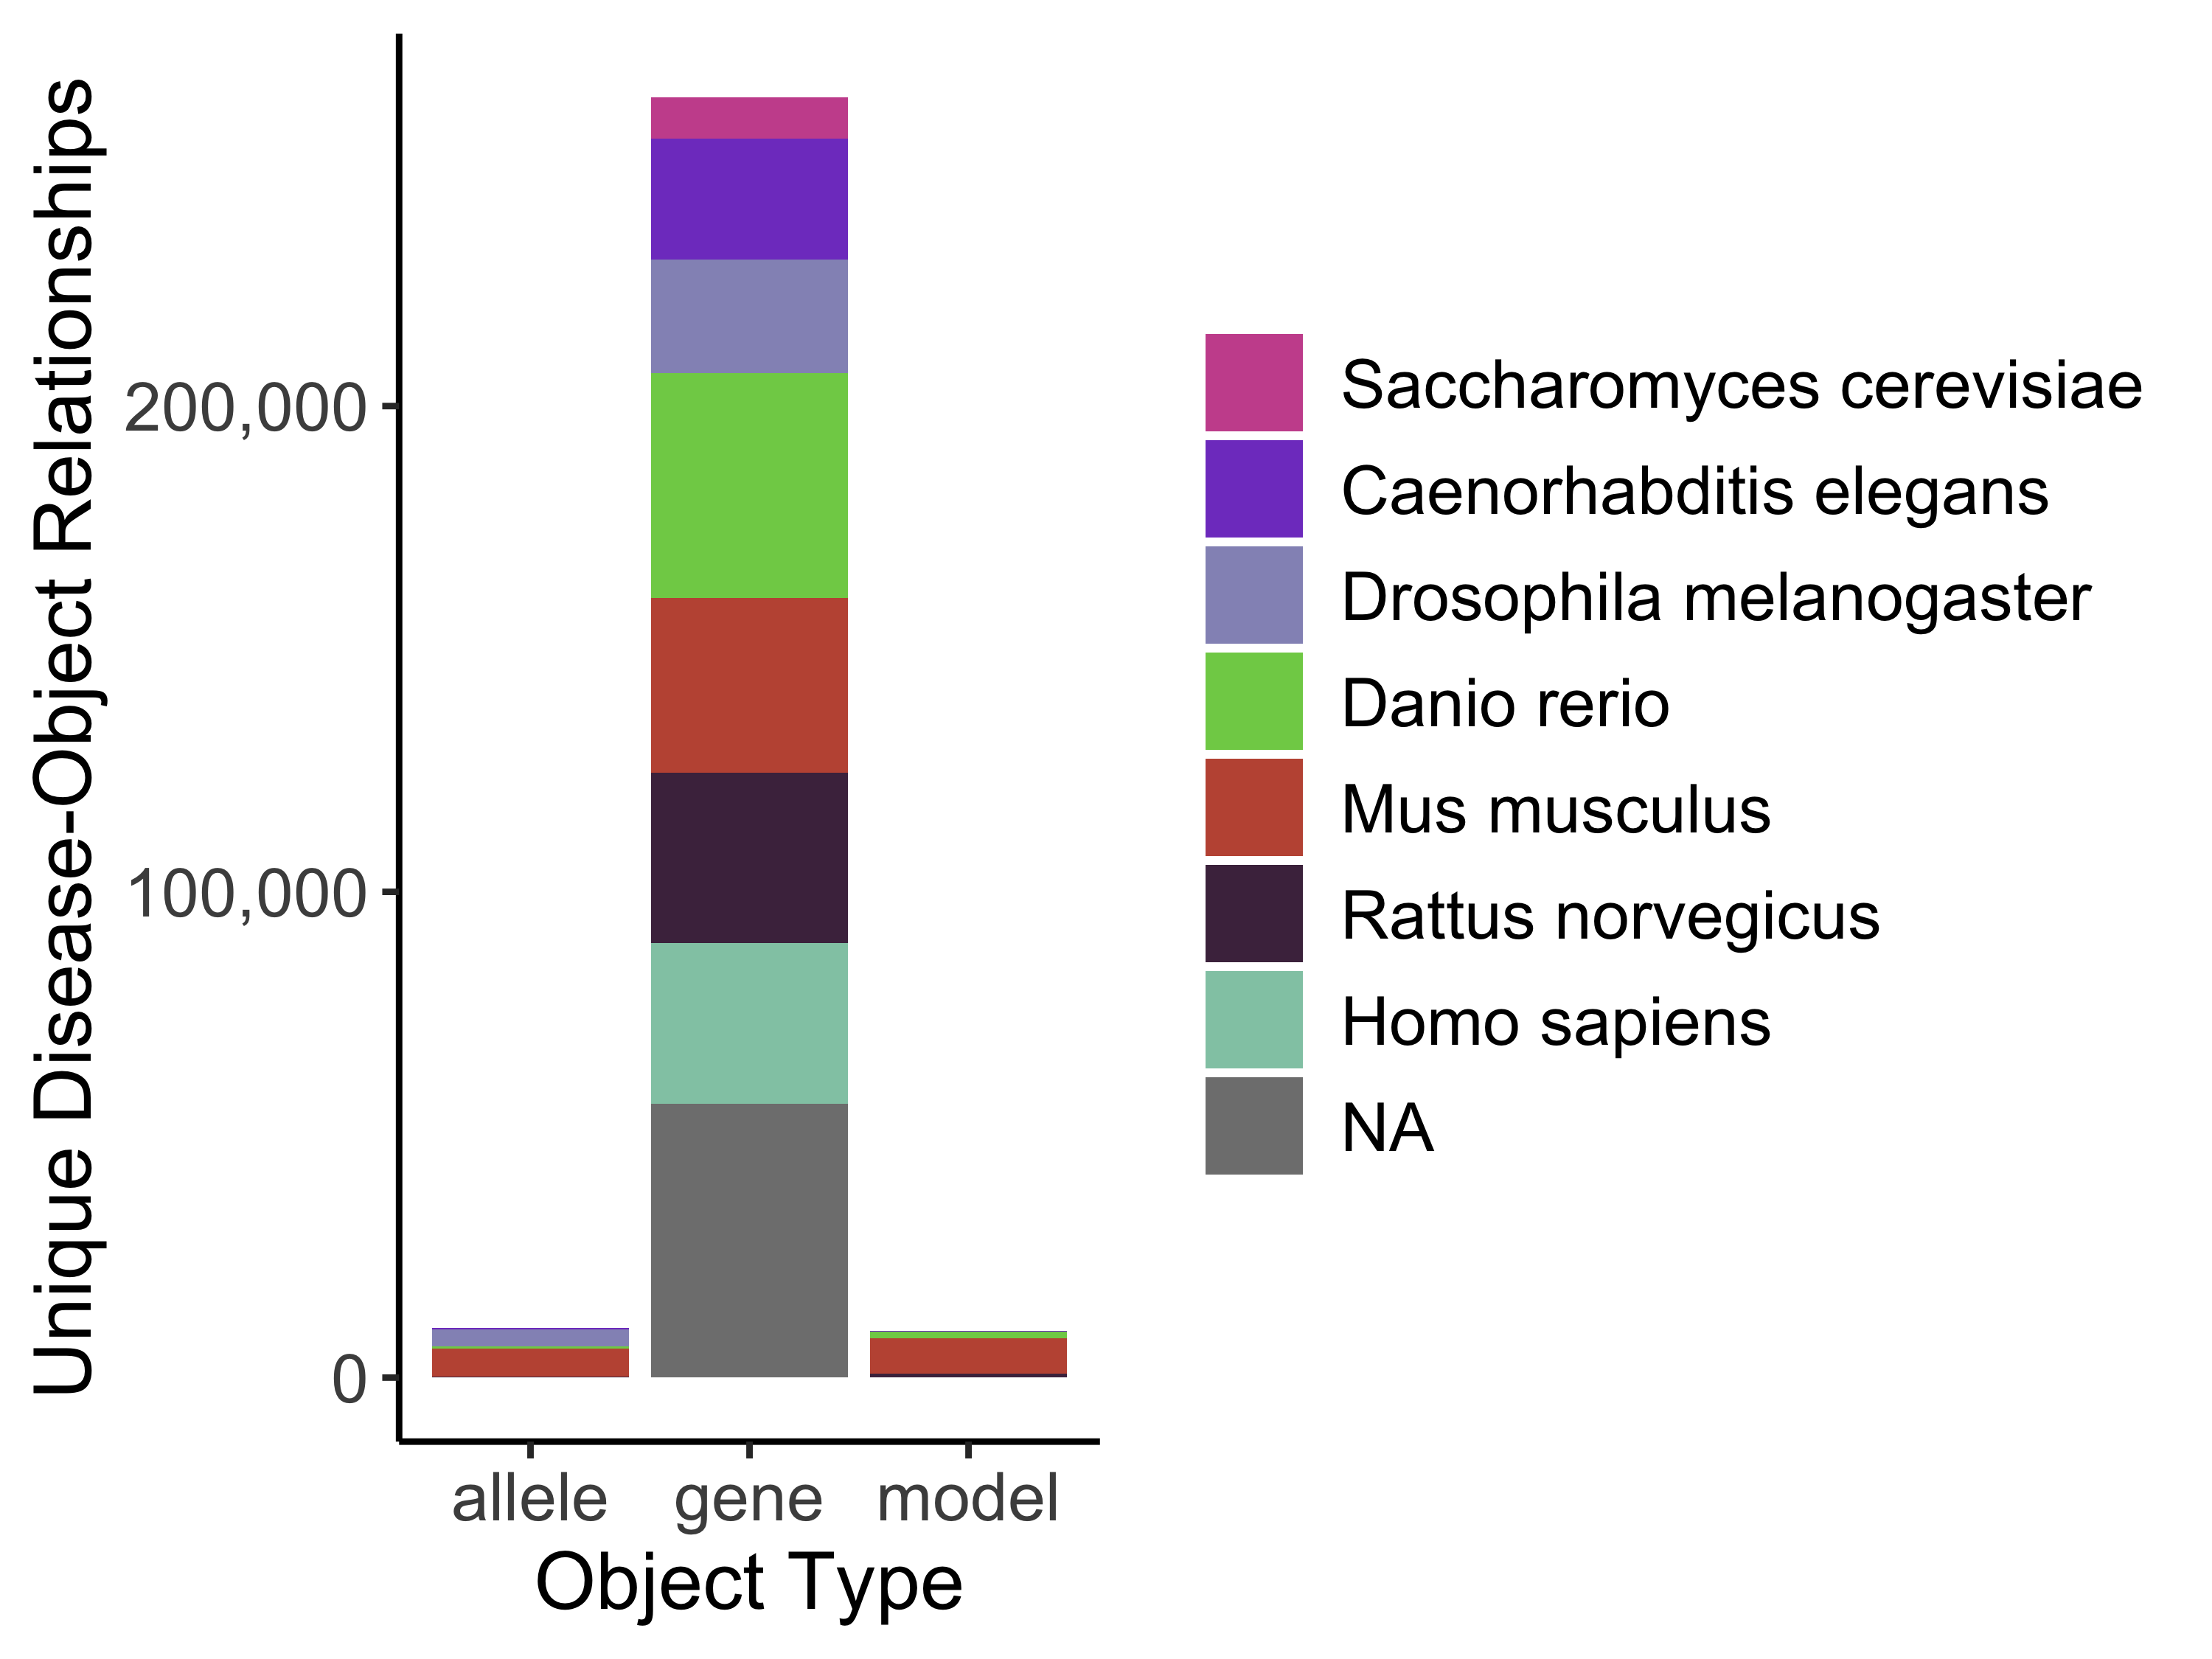 Unique Disease-Object Relationships
200,000
100,000
0
allele gene model
Object Type
Saccharomyces cerevisiae
Caenorhabditis elegans
Drosophila melanogaster
Danio rerio
Mus musculus
Rattus norvegicus
Homo sapiens
NA